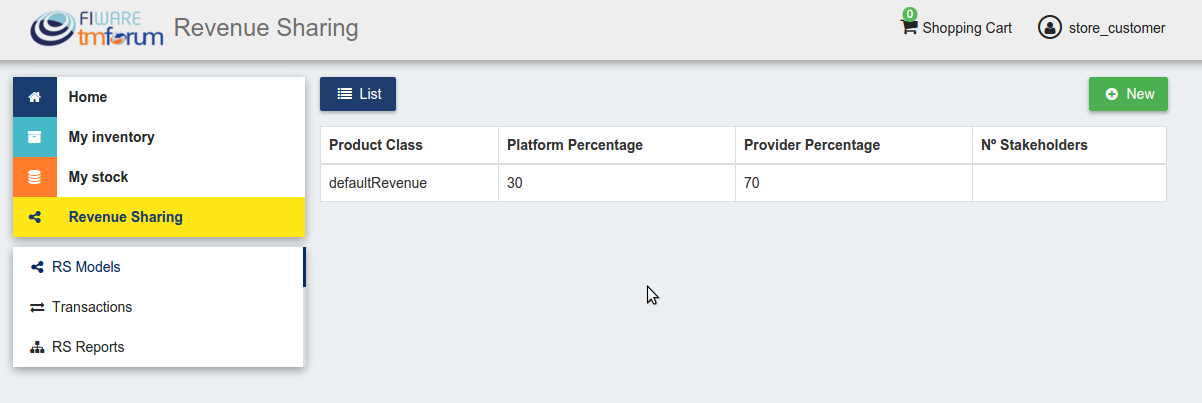 FIWARE
tmforum
Revenue Sharing
0
Shopping Cart
store_customer
Home
My inventory
My stock
Revenue Sharing
RS Models
Transactions
RS Reports
List
New
Product Class Platform Percentage Provider Percentage Nº Stakeholders
defaultRevenue 30 70